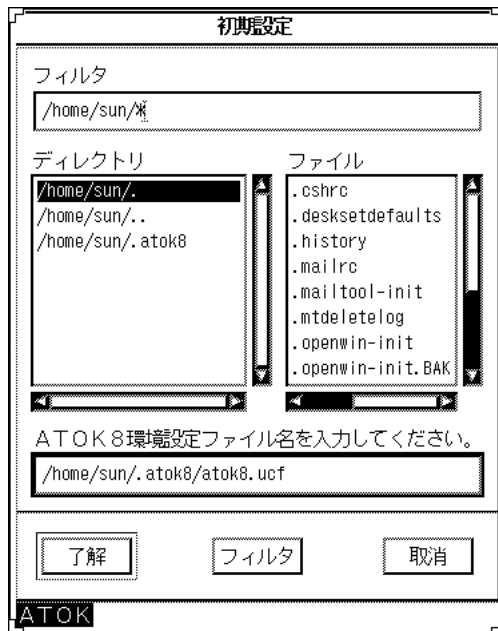 初期設定
フィルタ
/home/sun/*
ディレクトリ
/home/sun/.
/home/sun/..
/home/sun/.atok8
ファイル
.cshrc
.desksetdefaults
.history
.mailrc
.mailtool-init
.mtdeletelog
.openwin-init
.openwin-init.BAK
ATOK8環境設定ファイル名を入力してください。
/home/sun/.atok8/atok8.ucf
了解
フィルタ
取消
ATOK